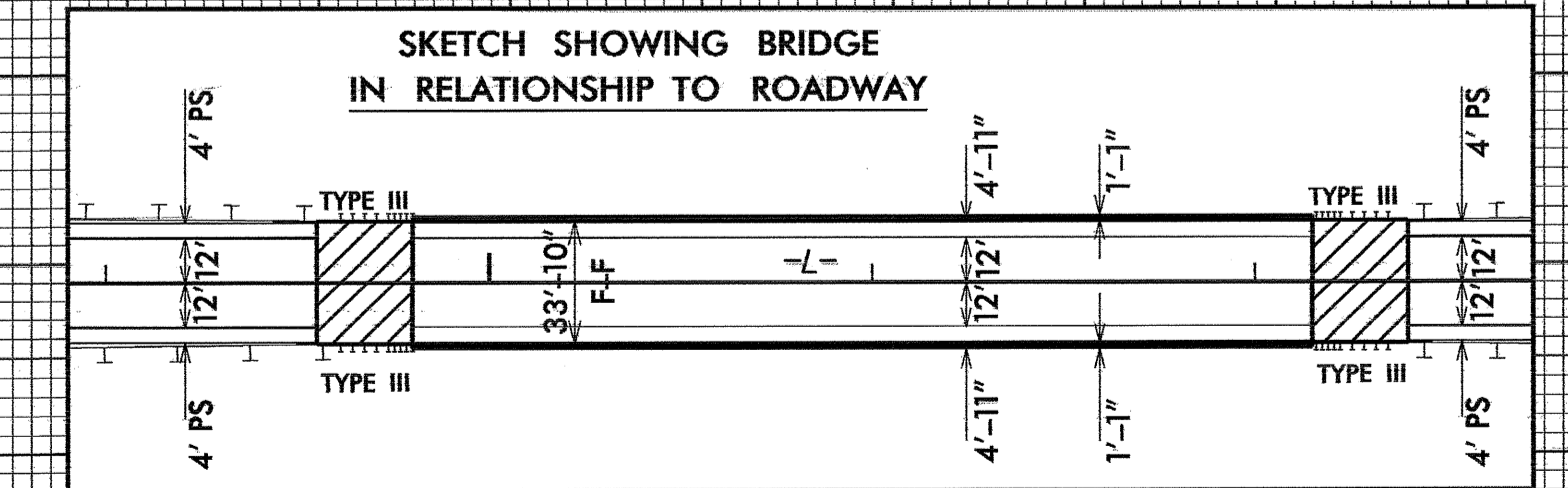 SKETCH SHOWING BRIDGE
IN RELATIONSHIP TO ROADWAY
4' PS
4'-11"
1'-1"
4' PS
TYPE III
TYPE III
12'
12'
33'-10"
F-F
-L-
12'
12'
12'
12'
TYPE III
TYPE III
4' PS
4'-11"
1'-1"
4' PS